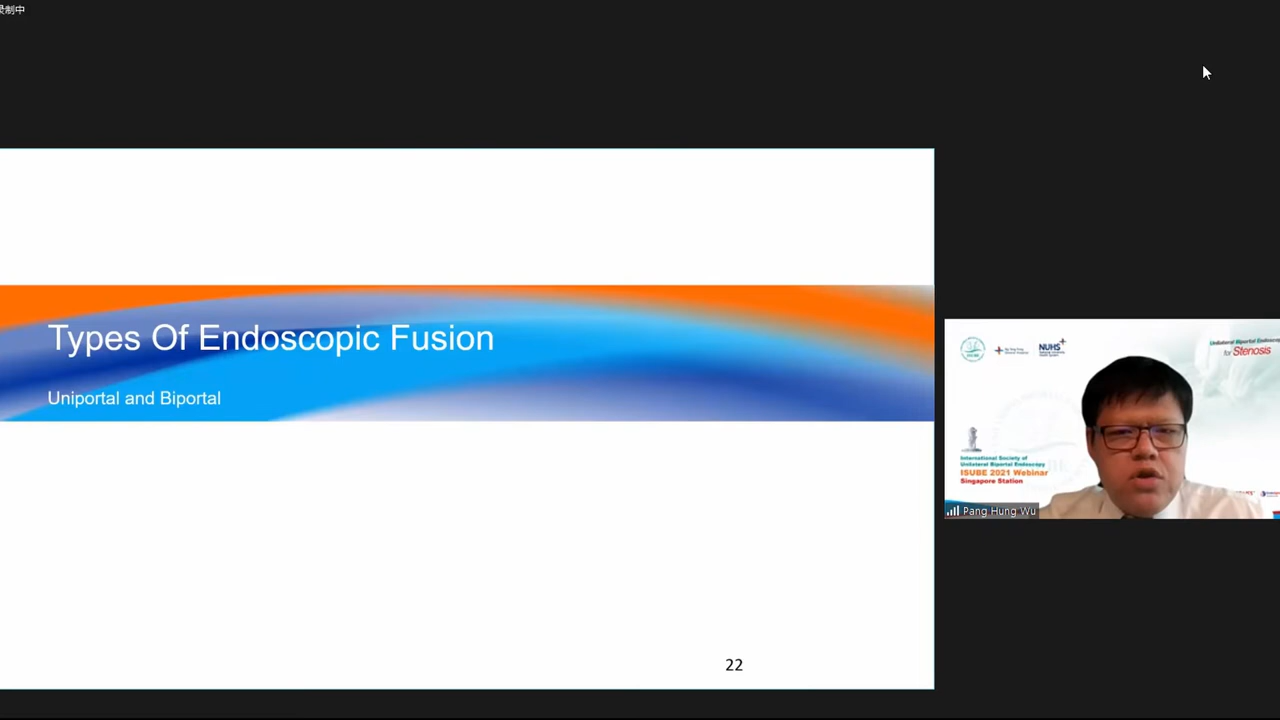 录制中
Types Of Endoscopic Fusion
Uniportal and Biportal
22
NUHS
Unilateral Biportal Endoscop
for Stenosis
International Society of
Unilateral Biportal Endoscopy
ISUBE 2021 Webinar
Singapore Station
Pang Hung Wu